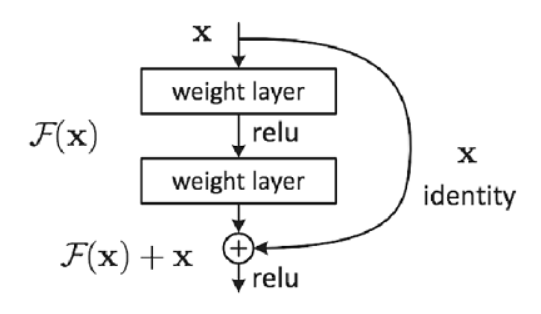 x
weight layer
relu
F(x)
x
weight layer
identity
F(x) + x
relu